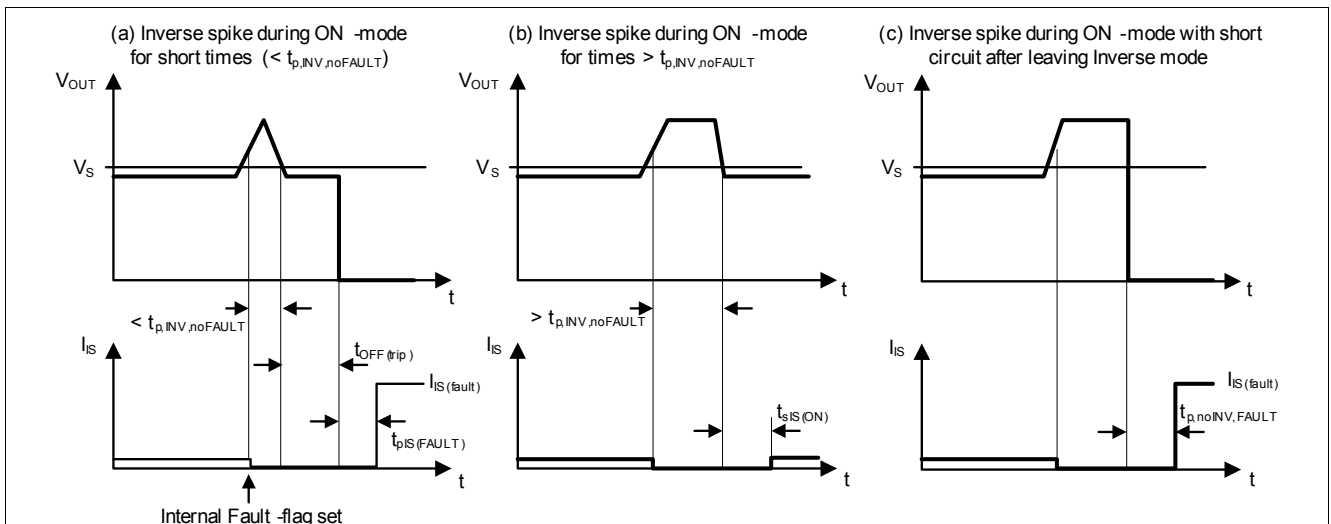 (a) Inverse spike during ON -mode
for short times (< tp,INV,noFAULT)
VOUT
VS
t
< tp,INV,noFAULT
IIS
tOFF(trip)
IIS(fault)
tpIS(FAULT)
t
Internal Fault -flag set
(b) Inverse spike during ON -mode
for times > tp,INV,noFAULT
VOUT
VS
t
> tp,INV,noFAULT
IIS
tsIS(ON)
t
(c) Inverse spike during ON -mode with short
circuit after leaving Inverse mode
VOUT
VS
t
IIS
IIS(fault)
tp,noINV,FAULT
t